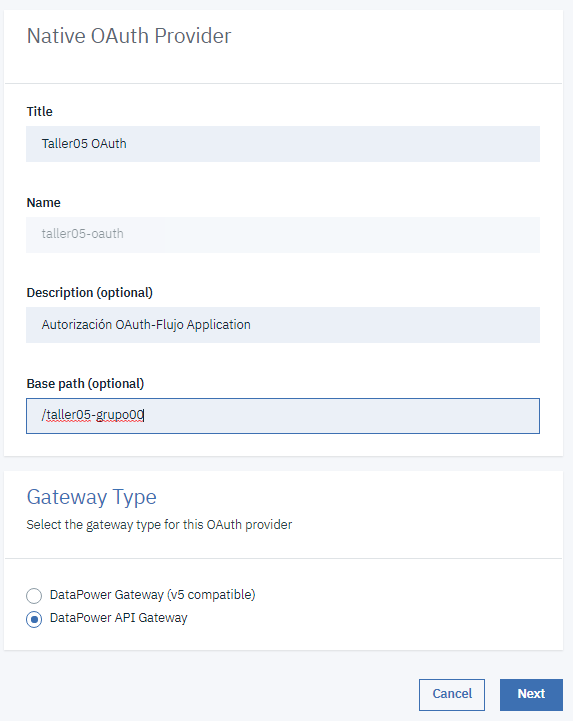 Native OAuth Provider
Title
Taller05 OAuth
Name
taller05-oauth
Description (optional)
Autorización OAuth-Flujo Application
Base path (optional)
/taller05-grupo00
Gateway Type
Select the gateway type for this OAuth provider
DataPower Gateway (v5 compatible)
DataPower API Gateway
Cancel Next